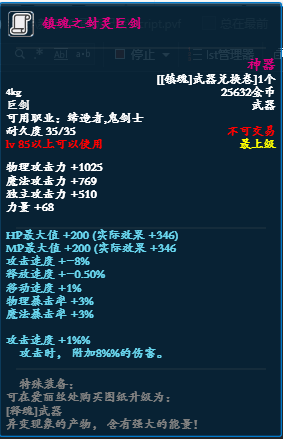 镇魂之封灵巨剑
神器
[[镇魂]武器兑换卷]1个
4kg 25632金币
巨剑 武器
可用职业：缔造者,鬼剑士
耐久度 35/35 不可交易
lv 85以上可以使用 最上级
物理攻击力 +1025
魔法攻击力 +769
独立攻击力 +510
力量 +68
HP最大值 +200 (实际效果 +346)
MP最大值 +200 (实际效果 +346
攻击速度 +-8%
释放速度 +-0.50%
移动速度 +1%
物理暴击率 +3%
魔法暴击率 +3%
攻击速度 +1%%
攻击时, 附加8%%的伤害。
特殊装备:
可在爱丽丝处购买图纸升级为:
[释魂]武器
异变现象的产物, 含有强大的能量!